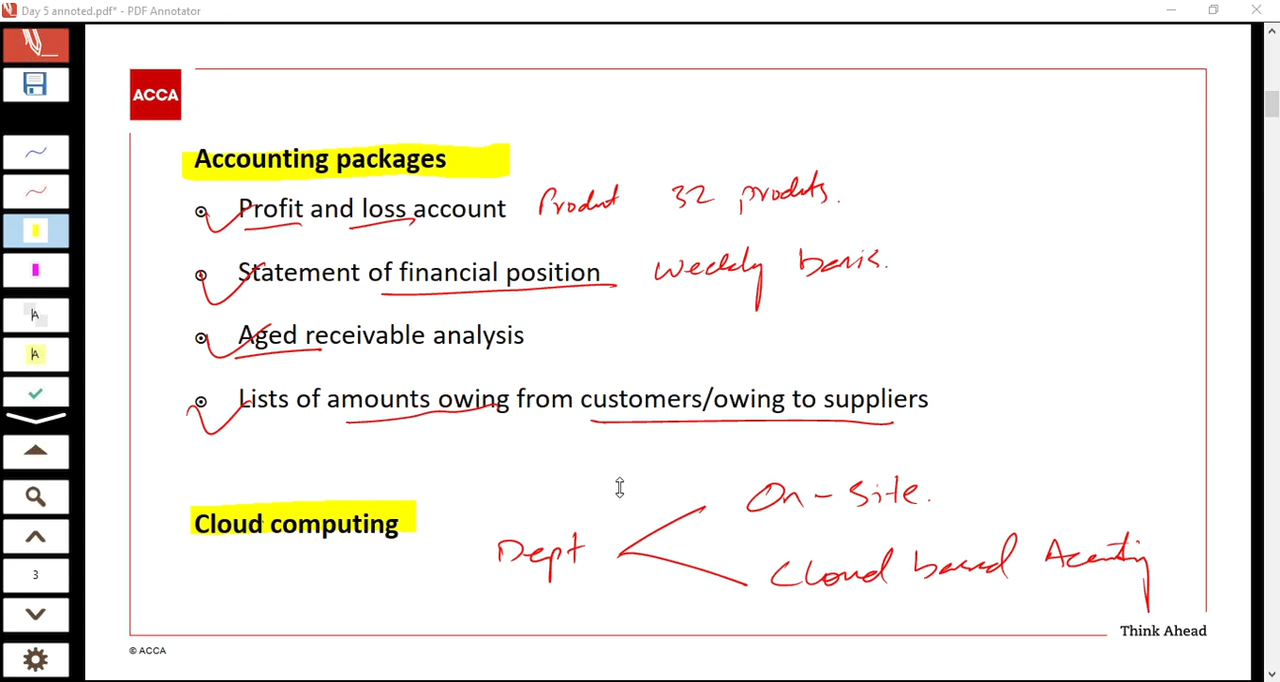 Day 5 annoted.pdf* - PDF Annotator
ACCA
Accounting packages
Profit and loss account Product 32 products.
Statement of financial position Weekly basis.
Aged receivable analysis
Lists of amounts owing from customers/owing to suppliers
On-site.
Cloud computing
Dept
Cloud based Accounting
3
Think Ahead
© ACCA